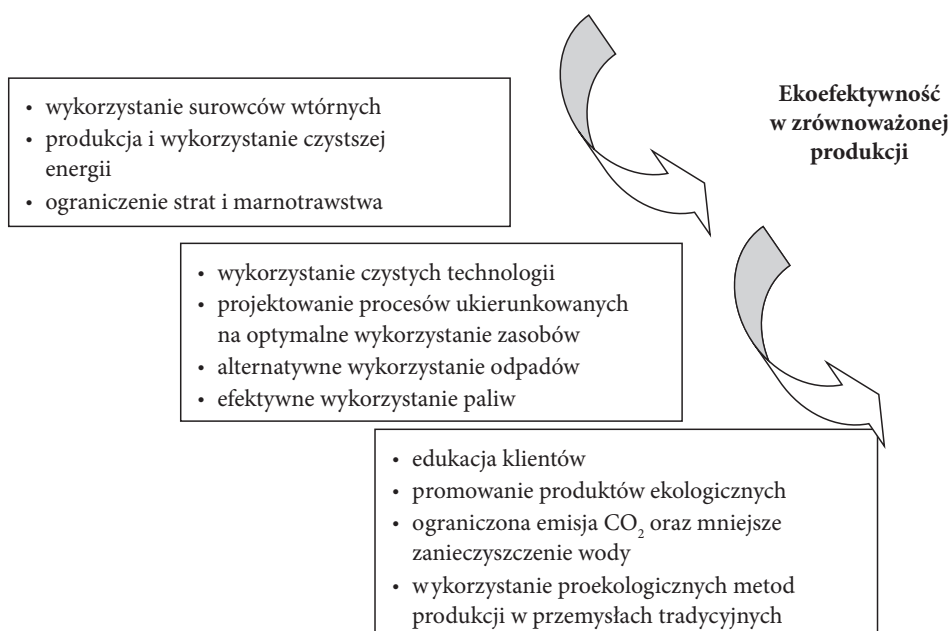 Ekoefektywność
w zrównoważonej
produkcji
• wykorzystanie surowców wtórnych
• produkcja i wykorzystanie czystszej
energii
• ograniczenie strat i marnotrawstwa
• wykorzystanie czystych technologii
• projektowanie procesów ukierunkowanych
na optymalne wykorzystanie zasobów
• alternatywne wykorzystanie odpadów
• efektywne wykorzystanie paliw
• edukacja klientów
• promowanie produktów ekologicznych
• ograniczona emisja CO₂ oraz mniejsze
zanieczyszczenie wody
• wykorzystanie proekologicznych metod
produkcji w przemysłach tradycyjnych